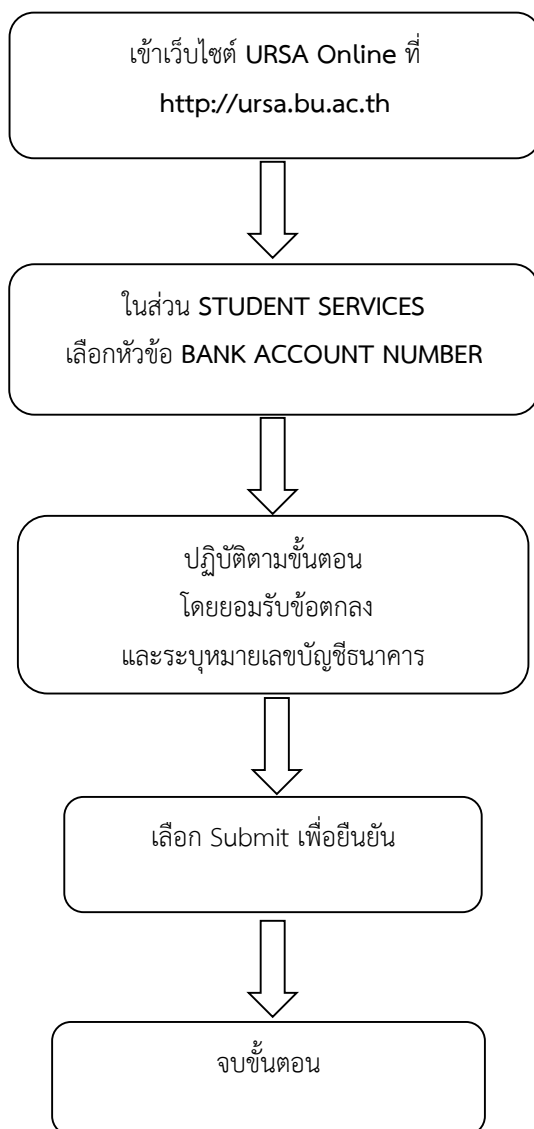 เข้าเว็บไซต์ URSA Online ที่
http://ursa.bu.ac.th
ในส่วน STUDENT SERVICES
เลือกหัวข้อ BANK ACCOUNT NUMBER
ปฏิบัติตามขั้นตอน
โดยยอมรับข้อตกลง
และระบุหมายเลขบัญชีธนาคาร
เลือก Submit เพื่อยืนยัน
จบขั้นตอน